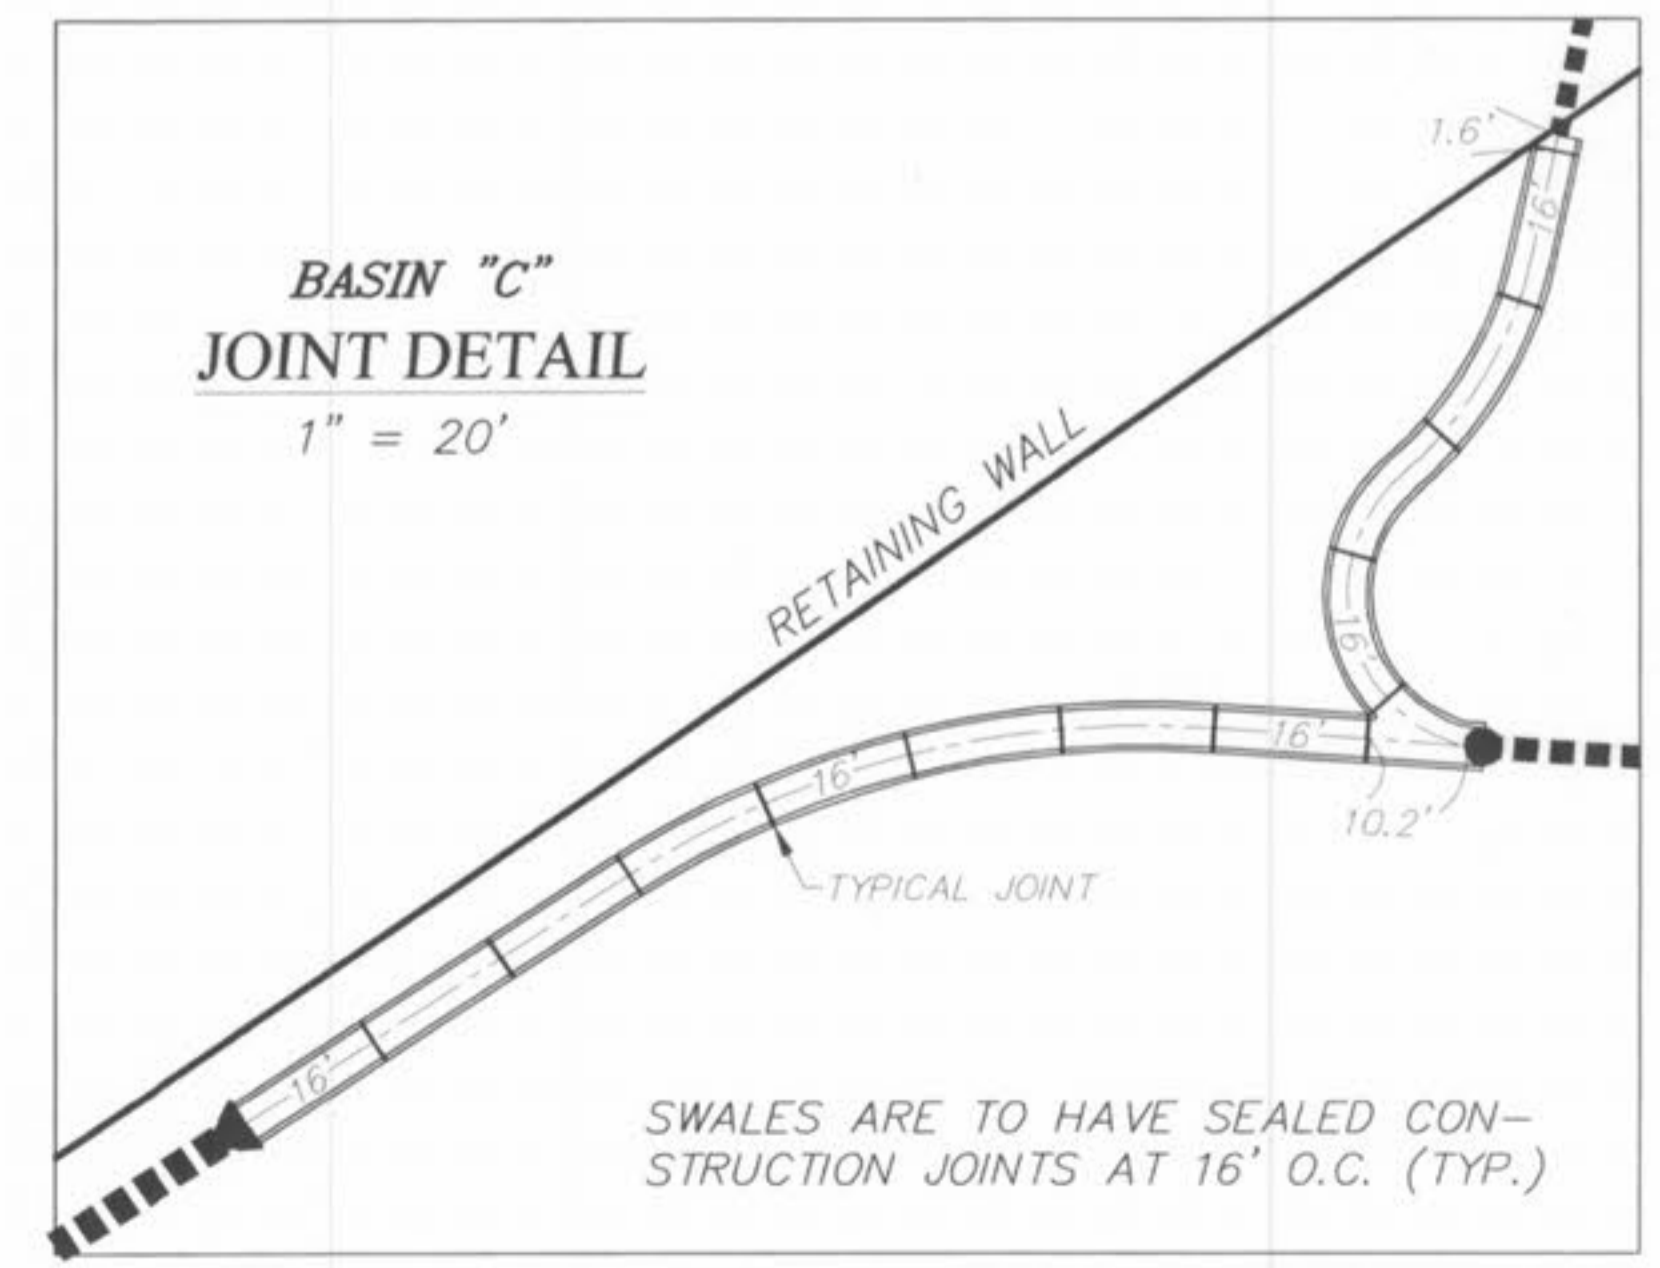 BASIN "C"
JOINT DETAIL
1" = 20'
1.6'
16'
RETAINING WALL
16'
16'
16'
10.2'
TYPICAL JOINT
16'
SWALES ARE TO HAVE SEALED CON-
STRUCTION JOINTS AT 16' O.C. (TYP.)